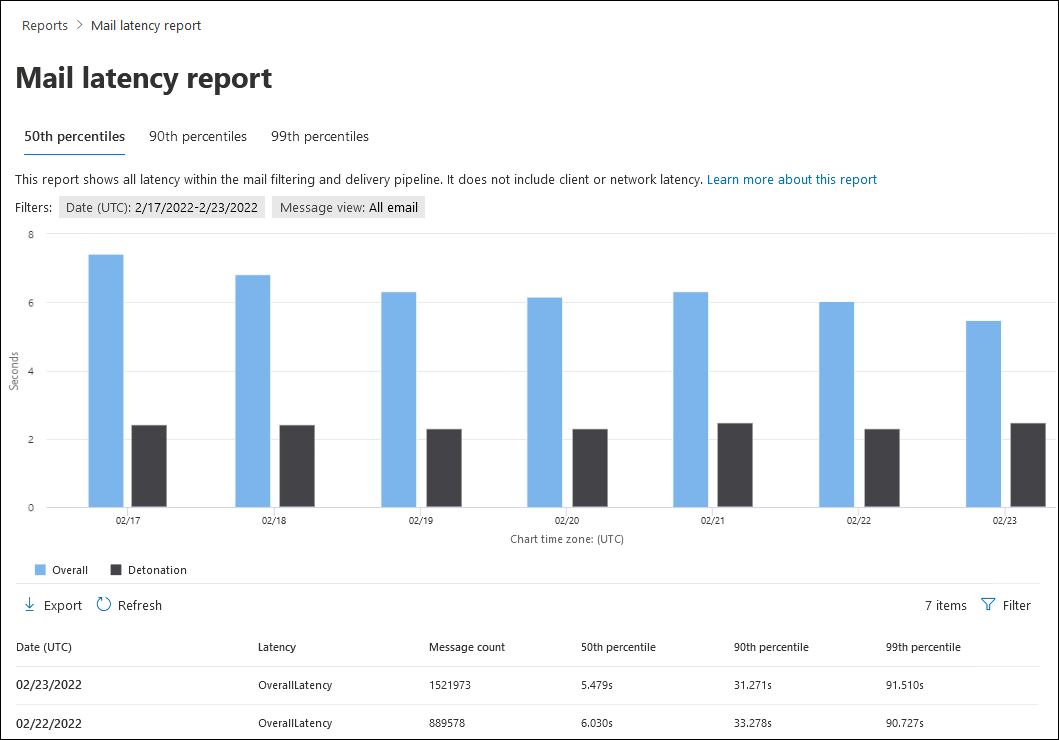 Reports > Mail latency report
Mail latency report
50th percentiles 90th percentiles 99th percentiles
This report shows all latency within the mail filtering and delivery pipeline. It does not include client or network latency. Learn more about this report
Filters: Date (UTC): 2/17/2022-2/23/2022 Message view: All email
8
6
4
2
0
Seconds
02/17 02/18 02/19 02/20 02/21 02/22 02/23
Chart time zone: (UTC)
Overall Detonation
Export Refresh 7 items Filter
Date (UTC) Latency Message count 50th percentile 90th percentile 99th percentile
02/23/2022 OverallLatency 1521973 5.479s 31.271s 91.510s
02/22/2022 OverallLatency 889578 6.030s 33.278s 90.727s